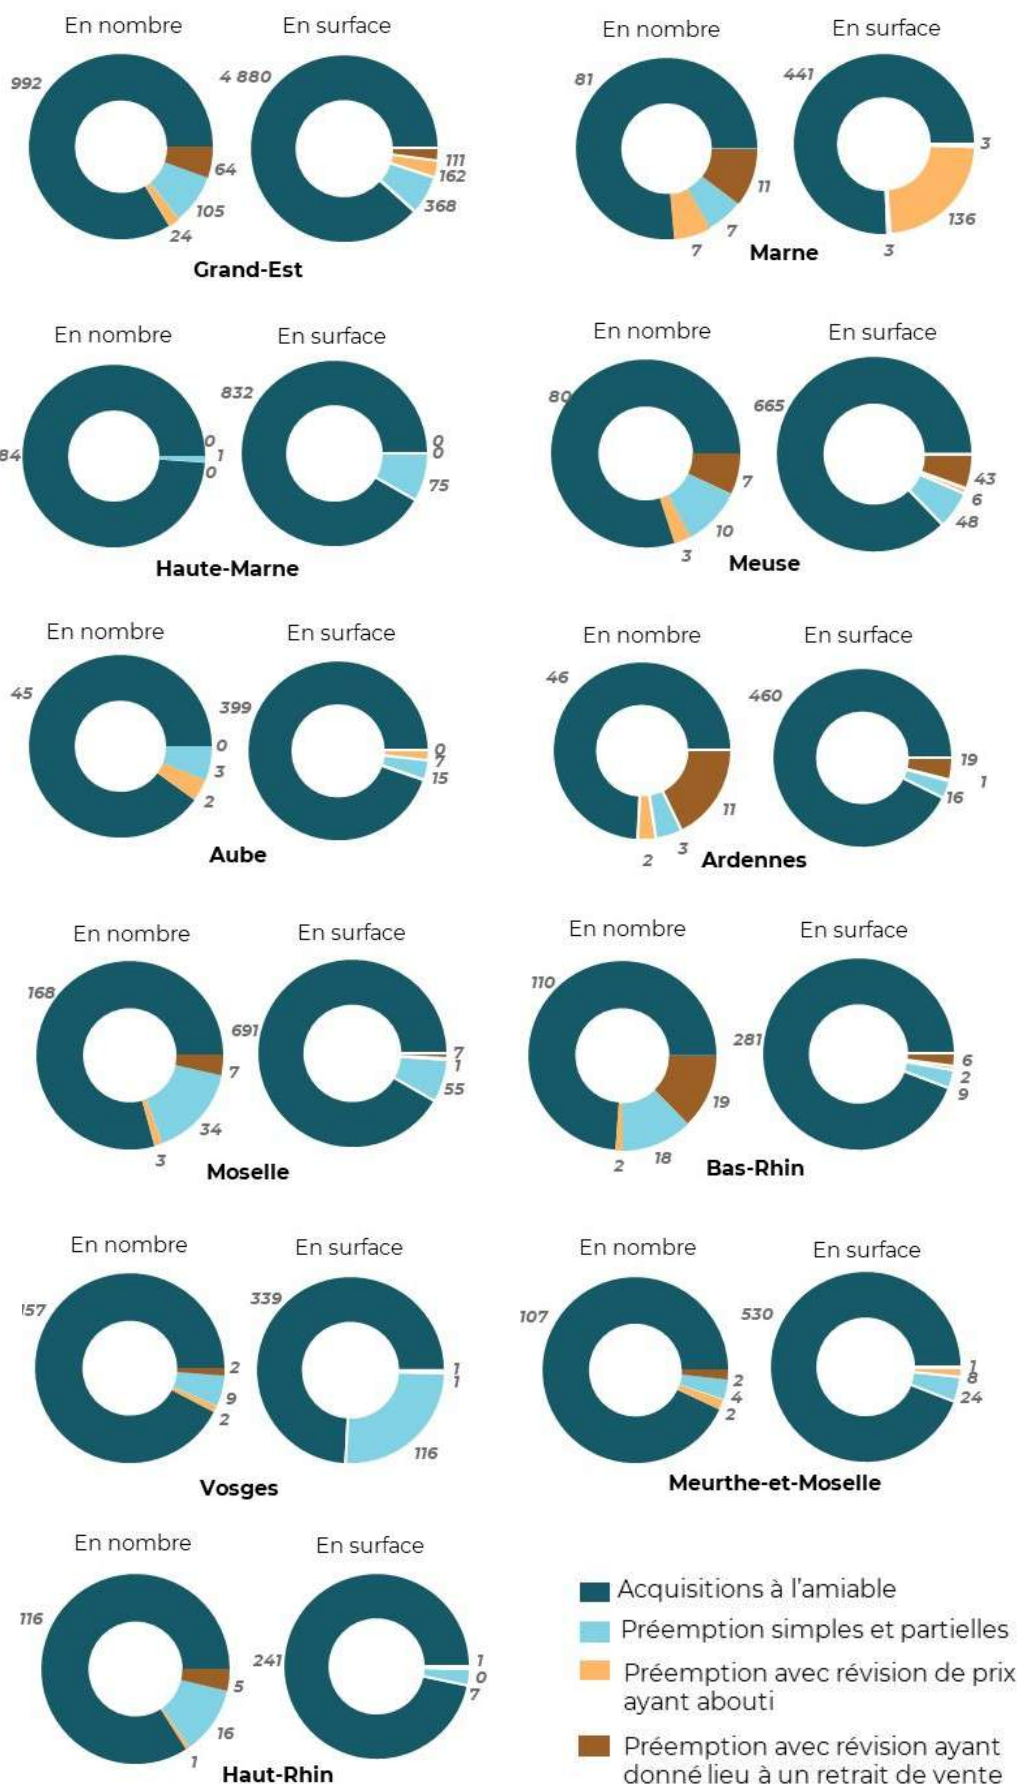 En nombre
En surface
992
64
105
24
4 880
111
162
368
Grand-Est
En nombre
En surface
81
11
7
7
441
3
136
3
Marne
En nombre
En surface
84
0
1
0
832
0
0
75
Haute-Marne
En nombre
En surface
80
7
10
3
665
43
6
48
Meuse
En nombre
En surface
45
0
3
2
399
0
7
15
Aube
En nombre
En surface
46
11
3
2
460
19
1
16
Ardennes
En nombre
En surface
168
7
34
3
691
7
1
55
Moselle
En nombre
En surface
110
19
18
2
281
6
2
9
Bas-Rhin
En nombre
En surface
157
2
9
2
339
1
1
116
Vosges
En nombre
En surface
107
2
4
2
530
1
8
24
Meurthe-et-Moselle
En nombre
En surface
116
5
16
1
241
1
0
7
Haut-Rhin
Acquisitions à l'amiable
Préemption simples et partielles
Préemption avec révision de prix
ayant abouti
Préemption avec révision ayant
donné lieu à un retrait de vente